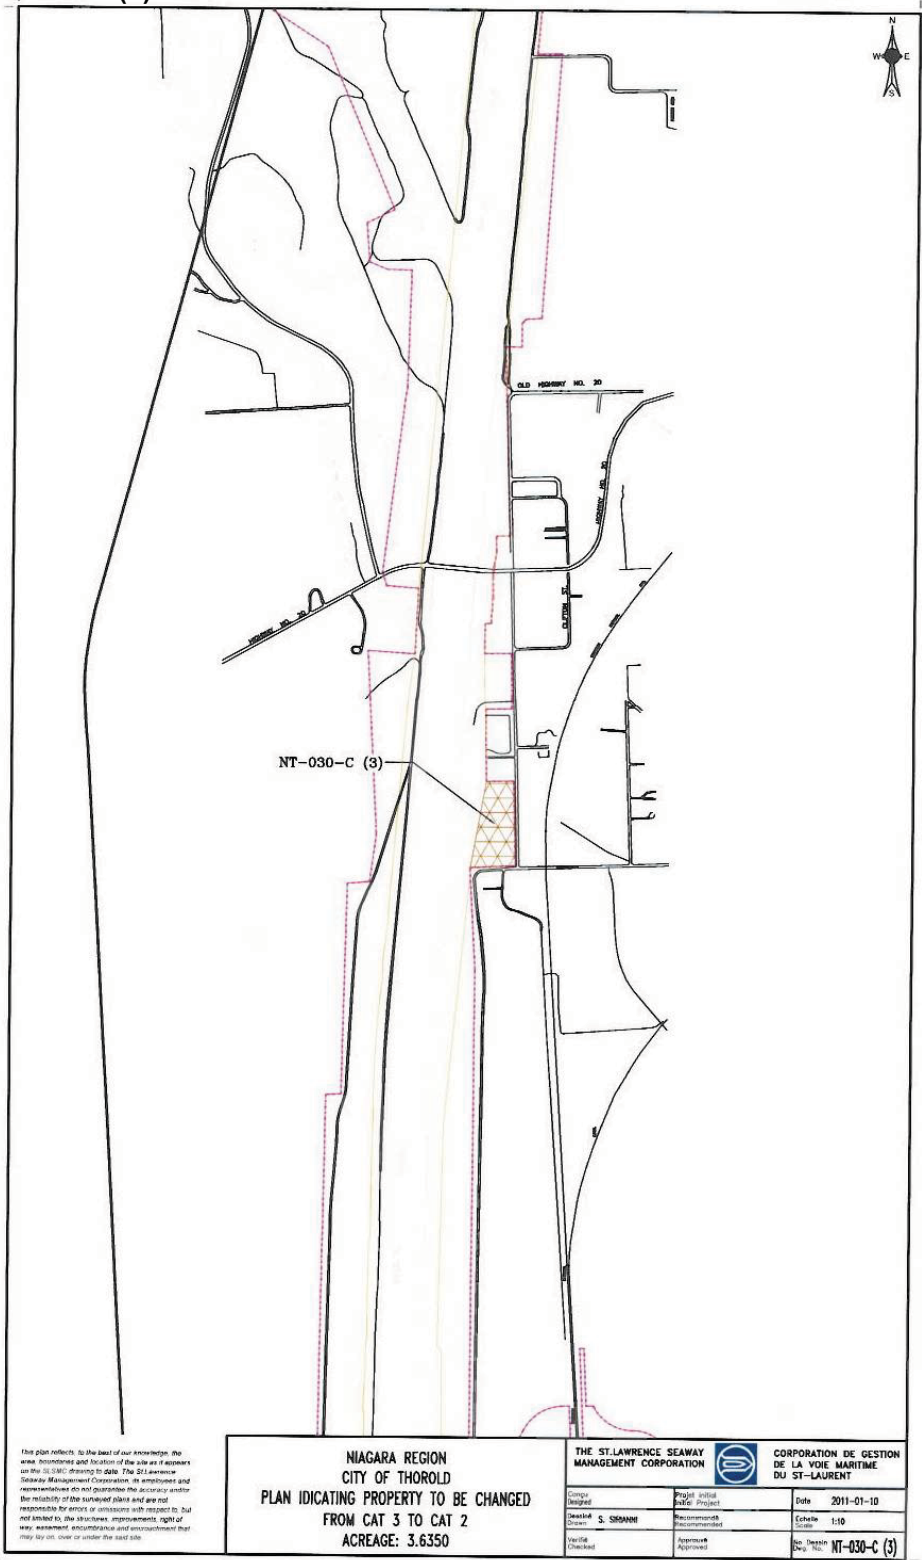 N
W E
S
OLD HIGHWAY NO. 20
HIGHWAY NO. 20
CLIFTON ST.
HIGHWAY NO. 20
NT-030-C (3)
This plan reflects, to the best of our knowledge, the
area, boundaries and location of the site as it appears
on the SLSMC drawing to date. The St.Lawrence
Seaway Management Corporation, its employees and
representatives do not guarantee the accuracy and/or
the reliability of the surveyed plans and are not
responsible for errors or omissions with respect to, but
not limited to, the structures, improvements, right of
way, easement, encumbrance and encroachment that
may lay on, over or under the said site.
NIAGARA REGION
CITY OF THOROLD
PLAN IDICATING PROPERTY TO BE CHANGED
FROM CAT 3 TO CAT 2
ACREAGE: 3.6350
THE ST.LAWRENCE SEAWAY
MANAGEMENT CORPORATION
CORPORATION DE GESTION
DE LA VOIE MARITIME
DU ST-LAURENT
Conçu
Designed
Projet initial
Initial Project
Date 2011-01-10
Dessiné
Drawn S. SIRIANNI
Recommandé
Recommended
Échelle
Scale 1:10
Vérifié
Checked
Approuvé
Approved
No. Dessin
Dwg. No. NT-030-C (3)